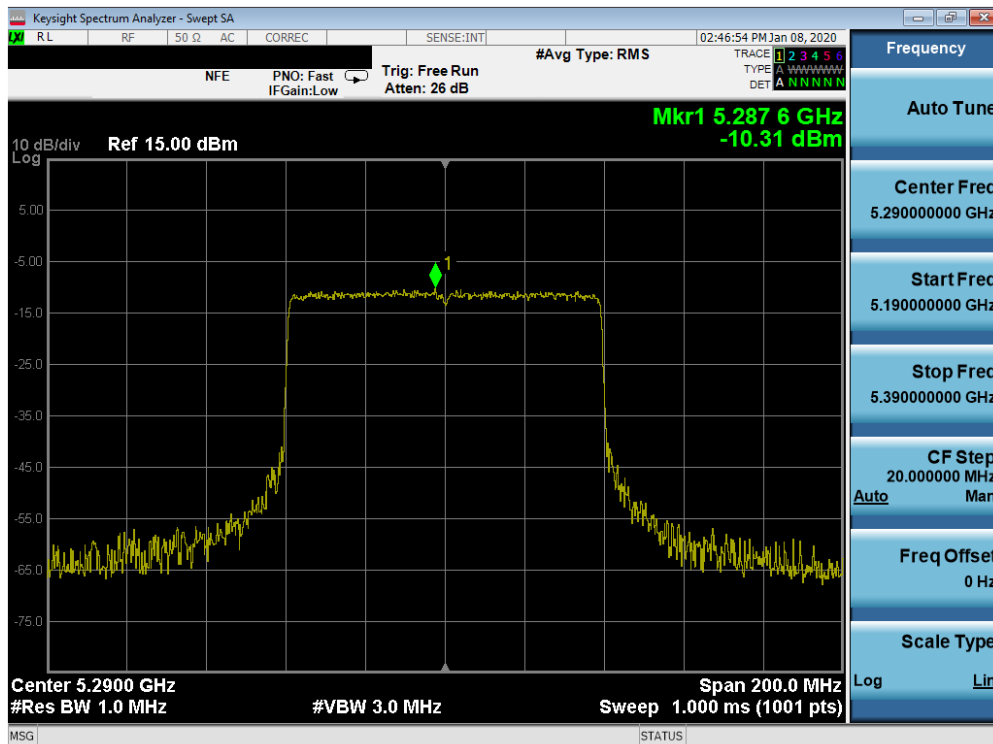 Keysight Spectrum Analyzer - Swept SA
LXI RL RF 50 Ω AC CORREC SENSE:INT 02:46:54 PM Jan 08, 2020
NFE PNO: Fast IFGain:Low
Trig: Free Run
Atten: 26 dB
#Avg Type: RMS
TRACE 1 2 3 4 5 6
TYPE A WWWWW
DET A N N N N N
Mkr1 5.287 6 GHz
-10.31 dBm
10 dB/div Ref 15.00 dBm
Log
1
5.00
-5.00
-15.0
-25.0
-35.0
-45.0
-55.0
-65.0
-75.0
Center 5.2900 GHz Span 200.0 MHz
#Res BW 1.0 MHz #VBW 3.0 MHz Sweep 1.000 ms (1001 pts)
MSG STATUS
Frequency
Auto Tune
Center Freq
5.290000000 GHz
Start Freq
5.190000000 GHz
Stop Freq
5.390000000 GHz
CF Step
20.000000 MHz
Auto Man
Freq Offset
0 Hz
Scale Type
Log Lin